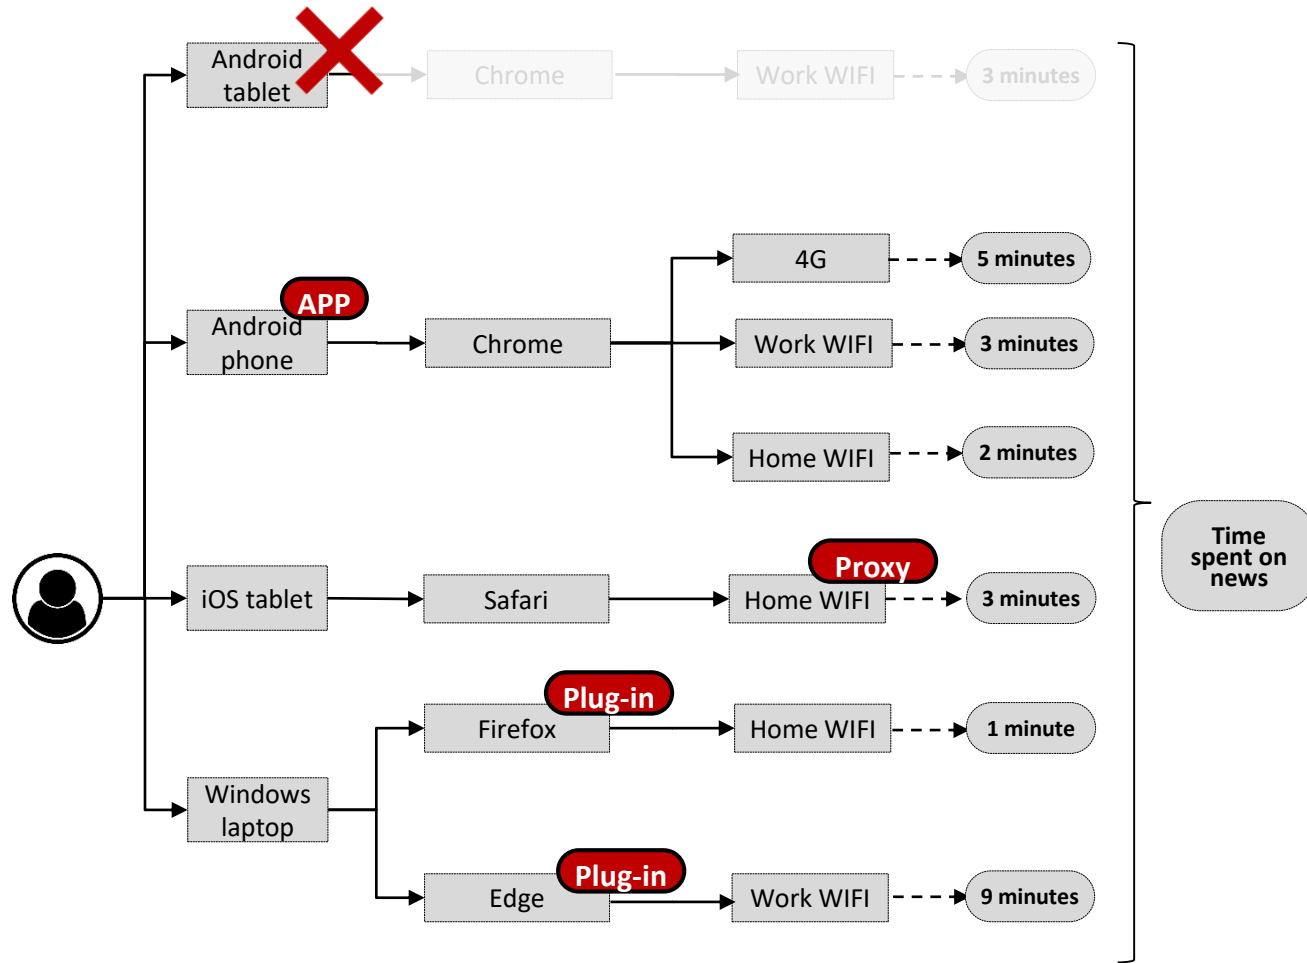 Android
tablet
Chrome
Work WIFI
3 minutes
4G
5 minutes
APP
Android
phone
Chrome
Work WIFI
3 minutes
Home WIFI
2 minutes
Time
spent on
news
Proxy
iOS tablet
Safari
Home WIFI
3 minutes
Plug-in
Firefox
Home WIFI
1 minute
Windows
laptop
Plug-in
Edge
Work WIFI
9 minutes